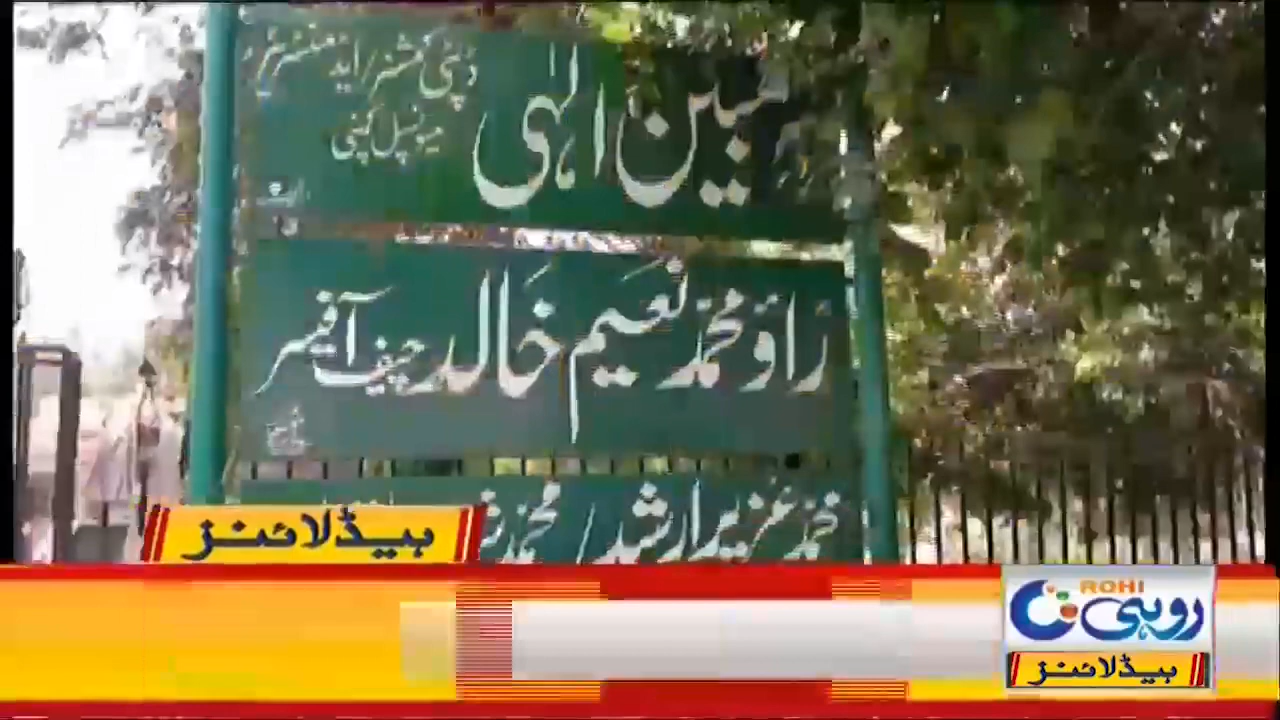 مبین الٰہی
ڈپٹی کمشنر/ایڈمنسٹریٹر
میونسپل کمیٹی
راؤ محمد نعیم خالد چیف آفیسر
محمد عزیر ارشد / محمد
ہیڈلائنز
ROHI
روہی
ہیڈلائنز